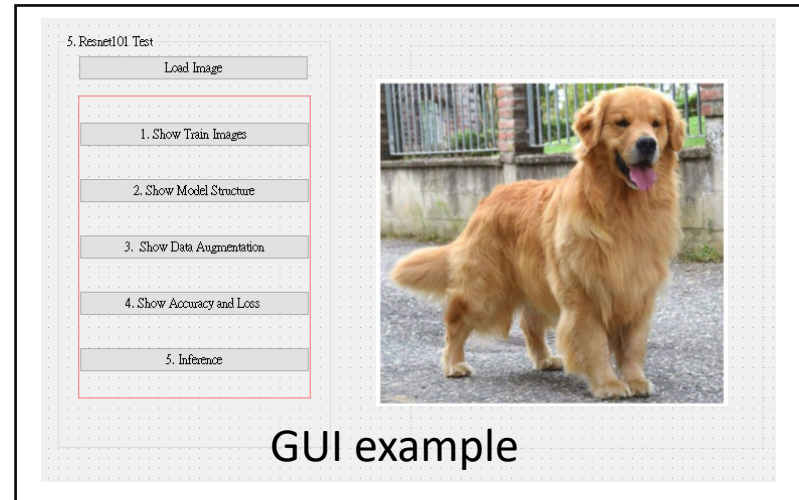 5. Resnet101 Test
Load Image
1. Show Train Images
2. Show Model Structure
3. Show Data Augmentation
4. Show Accuracy and Loss
5. Inference
GUI example